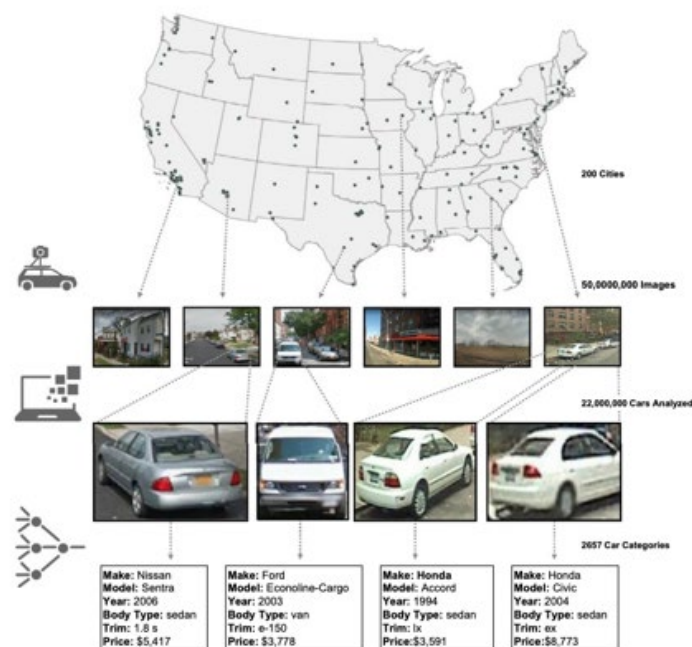 200 Cities
50,0000,000 Images
22,000,000 Cars Analyzed
2657 Car Categories
Make: Nissan
Model: Sentra
Year: 2006
Body Type: sedan
Trim: 1.8 s
Price: $5,417
Make: Ford
Model: Econoline-Cargo
Year: 2003
Body Type: van
Trim: e-150
Price: $3,778
Make: Honda
Model: Accord
Year: 1994
Body Type: sedan
Trim: lx
Price:$3,591
Make: Honda
Model: Civic
Year: 2004
Body Type: sedan
Trim: ex
Price: $8,773